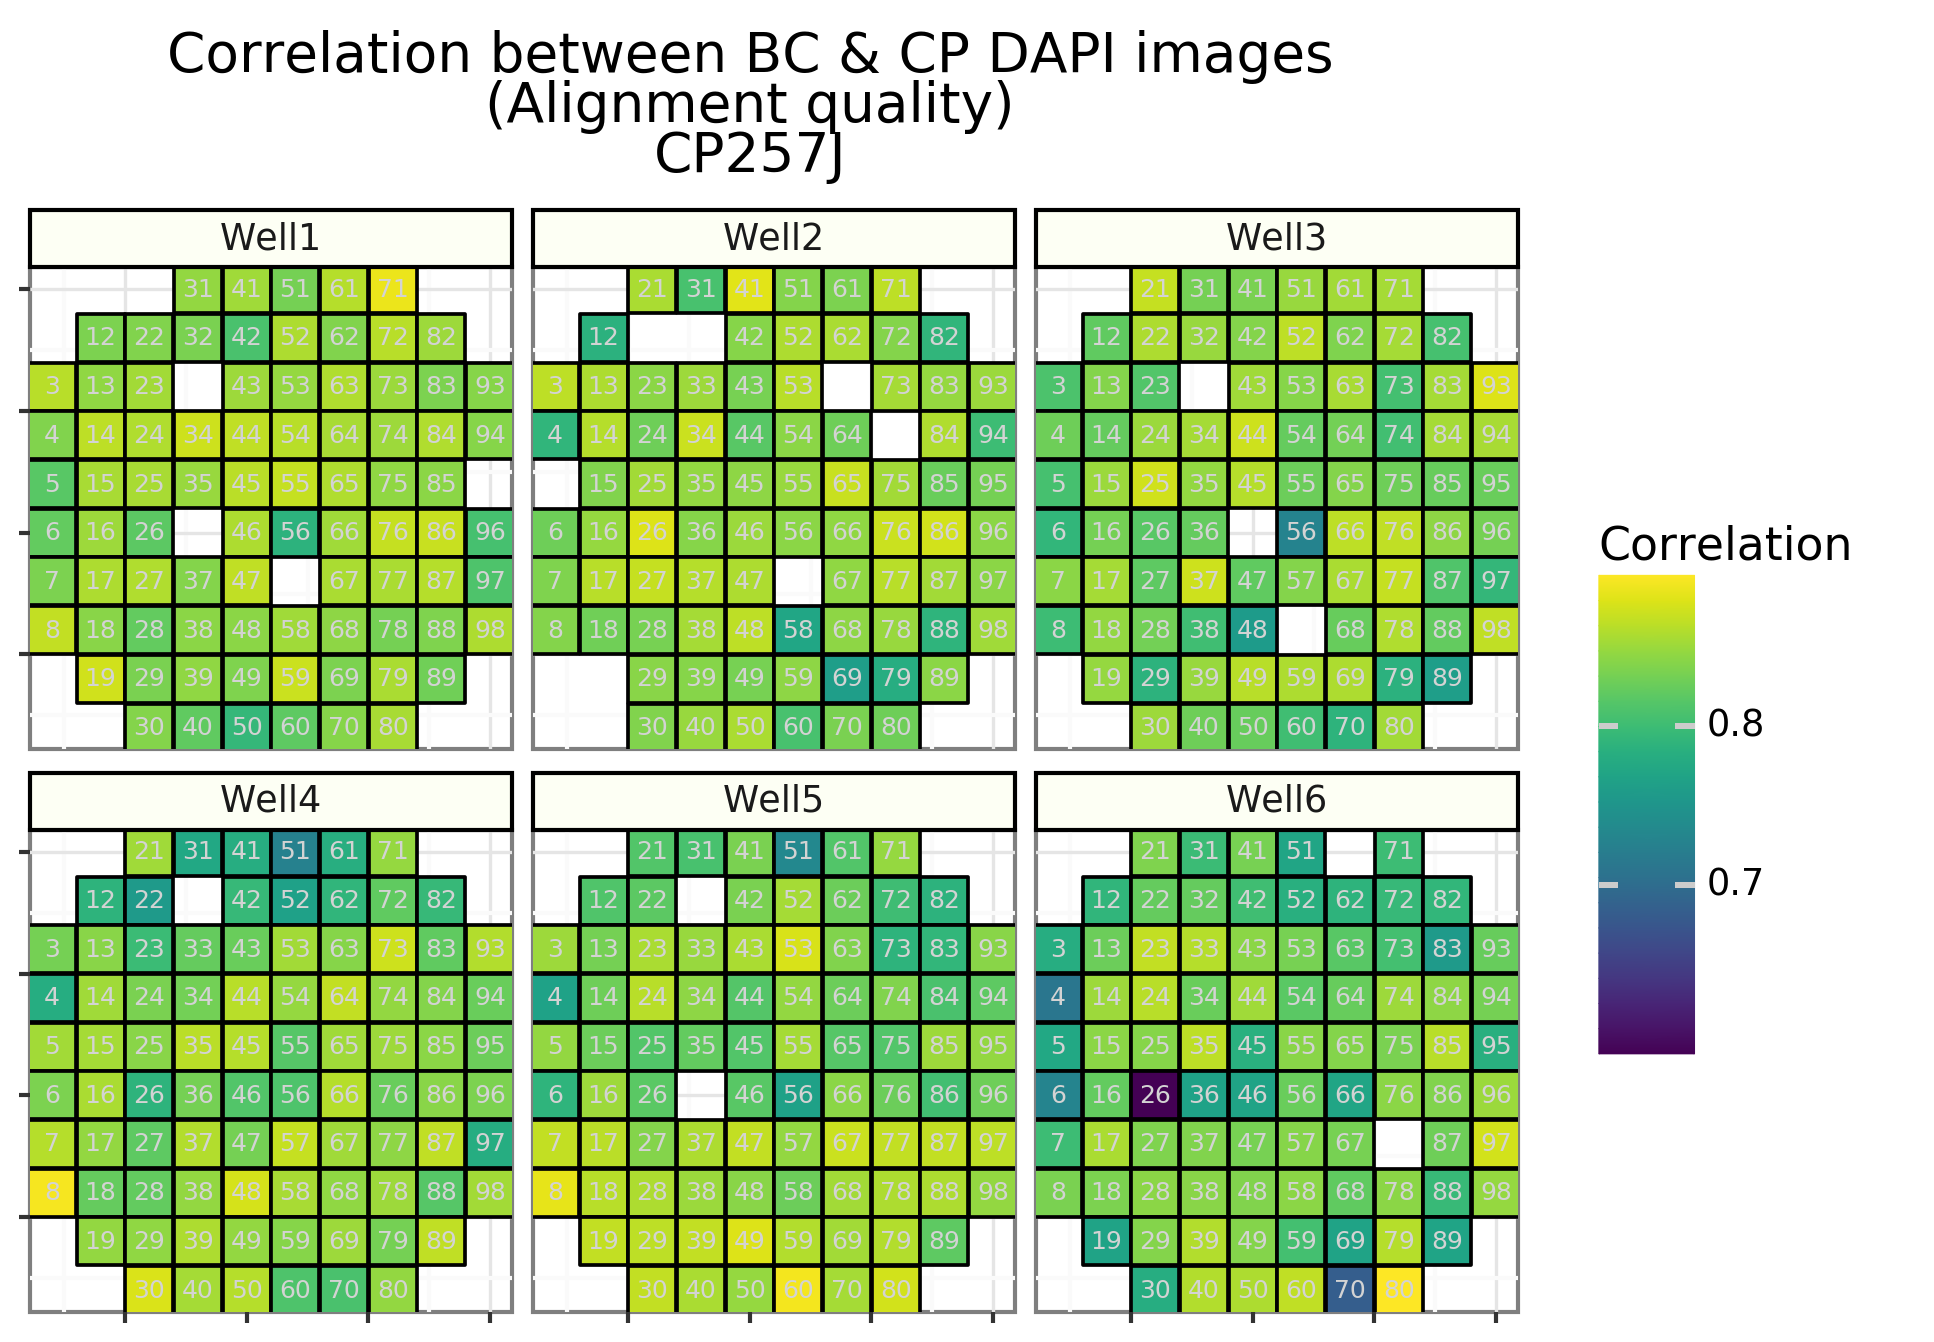 Correlation between BC & CP DAPI images
(Alignment quality)
CP257J
Well1
Well2
Well3
31 41 51 61 71
21 31 41 51 61 71
21 31 41 51 61 71
12 22 32 42 52 62 72 82
12 42 52 62 72 82
12 22 32 42 52 62 72 82
3 13 23 43 53 63 73 83 93
3 13 23 33 43 53 73 83 93
3 13 23 43 53 63 73 83 93
4 14 24 34 44 54 64 74 84 94
4 14 24 34 44 54 64 84 94
4 14 24 34 44 54 64 74 84 94
5 15 25 35 45 55 65 75 85
15 25 35 45 55 65 75 85 95
5 15 25 35 45 55 65 75 85 95
6 16 26 46 56 66 76 86 96
6 16 26 36 46 56 66 76 86 96
6 16 26 36 56 66 76 86 96
7 17 27 37 47 67 77 87 97
7 17 27 37 47 67 77 87 97
7 17 27 37 47 57 67 77 87 97
8 18 28 38 48 58 68 78 88 98
8 18 28 38 48 58 68 78 88 98
8 18 28 38 48 68 78 88 98
19 29 39 49 59 69 79 89
29 39 49 59 69 79 89
19 29 39 49 59 69 79 89
30 40 50 60 70 80
30 40 50 60 70 80
30 40 50 60 70 80
Well4
Well5
Well6
21 31 41 51 61 71
21 31 41 51 61 71
21 31 41 51 71
12 22 42 52 62 72 82
12 22 42 52 62 72 82
12 22 32 42 52 62 72 82
3 13 23 33 43 53 63 73 83 93
3 13 23 33 43 53 63 73 83 93
3 13 23 33 43 53 63 73 83 93
4 14 24 34 44 54 64 74 84 94
4 14 24 34 44 54 64 74 84 94
4 14 24 34 44 54 64 74 84 94
5 15 25 35 45 55 65 75 85 95
5 15 25 35 45 55 65 75 85 95
5 15 25 35 45 55 65 75 85 95
6 16 26 36 46 56 66 76 86 96
6 16 26 46 56 66 76 86 96
6 16 26 36 46 56 66 76 86 96
7 17 27 37 47 57 67 77 87 97
7 17 27 37 47 57 67 77 87 97
7 17 27 37 47 57 67 87 97
8 18 28 38 48 58 68 78 88 98
8 18 28 38 48 58 68 78 88 98
8 18 28 38 48 58 68 78 88 98
19 29 39 49 59 69 79 89
19 29 39 49 59 69 79 89
19 29 39 49 59 69 79 89
30 40 50 60 70 80
30 40 50 60 70 80
30 40 50 60 70 80
Correlation
0.8
0.7